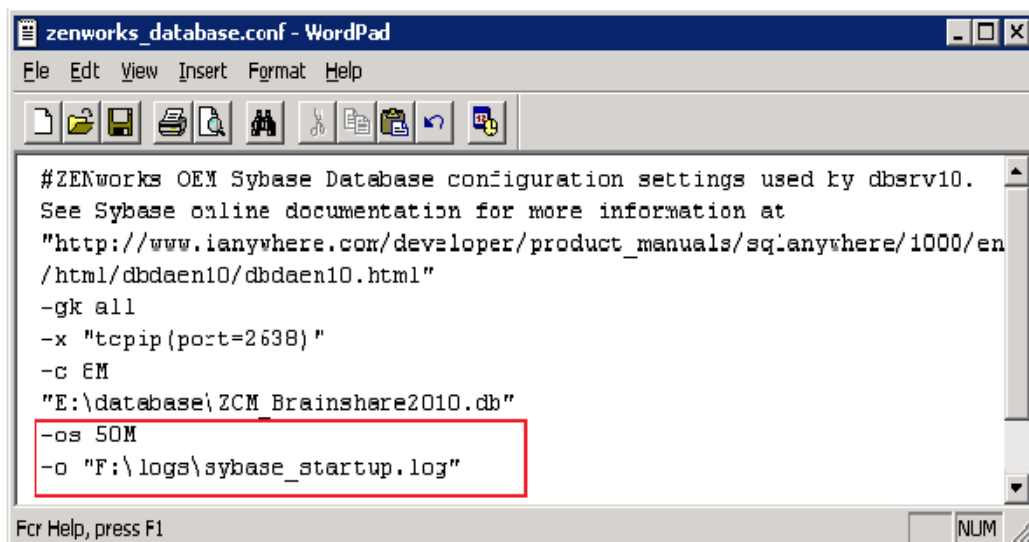 zenworks_database.conf - WordPad
File Edit View Insert Format Help
#ZENworks OEM Sybase Database configuration settings used by dbsrv10.
See Sybase online documentation for more information at
"http://www.ianywhere.com/developer/product_manuals/sqlanywhere/1000/en
/html/dbdaen10/dbdaen10.html"
-gk all
-x "tcpip(port=2638)"
-c 8M
"E:\database\ZCM_Brainshare2010.db"
-os 50M
-o "F:\logs\sybase_startup.log"
For Help, press F1
NUM